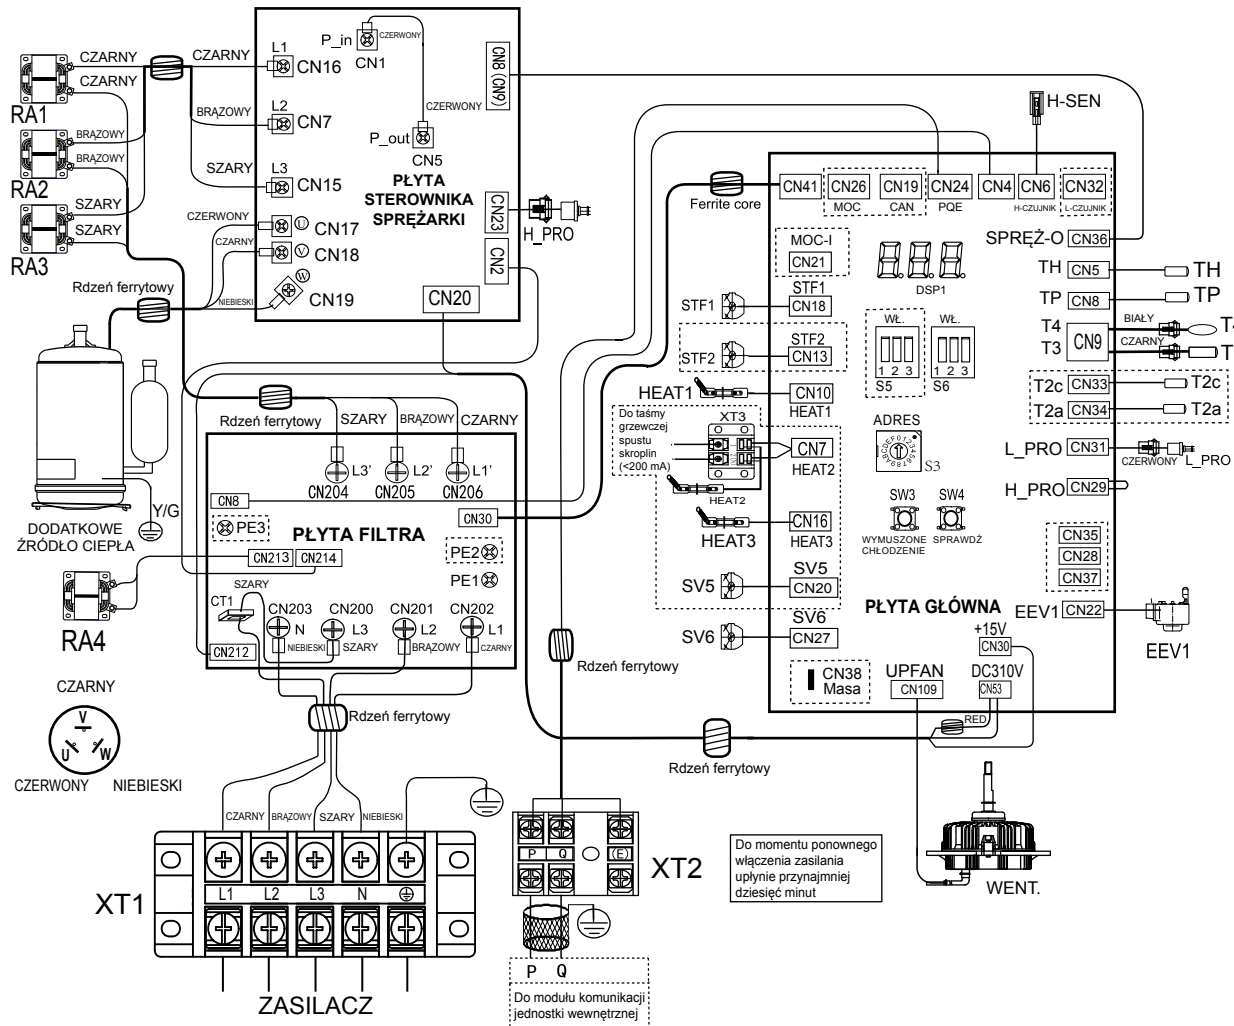 CZARNY
CZARNY
RA1
BRĄZOWY
BRĄZOWY
RA2
SZARY
SZARY
RA3
CZARNY
BRĄZOWY
SZARY
L1
CN16
L2
CN7
L3
CN15
CZERWONY
U
CN17
CZARNY
V
CN18
NIEBIESKI
W
CN19
P_in
CN1
CZERWONY
CZERWONY
P_out
CN5
PŁYTA
STEROWNIKA
SPRĘŻARKI
CN8 (CN9)
CN23
CN2
CN20
H_PRO
Rdzeń ferrytowy
Rdzeń ferrytowy
Y/G
DODATKOWE
ŹRÓDŁO CIEPŁA
RA4
CZARNY
V
U
W
CZERWONY
NIEBIESKI
SZARY
BRĄZOWY
CZARNY
L3'
L2'
L1'
CN204
CN205
CN206
CN8
CN30
PE3
PŁYTA FILTRA
PE2
PE1
CN213
CN214
CT1
SZARY
CN203
CN200
CN201
CN202
N
L3
L2
L1
NIEBIESKI
SZARY
BRĄZOWY
CZARNY
CN212
Rdzeń ferrytowy
CZARNY
BRĄZOWY
SZARY
NIEBIESKI
XT1
L1
L2
L3
N
ZASILACZ
Ferrite core
H-SEN
CN41
CN26
CN19
CN24
CN4
CN6
CN32
MOC
CAN
PQE
H-CZUJNIK
L-CZUJNIK
MOC-I
CN21
DSP1
SPRĘŻ-O
CN36
TH
CN5
TH
TP
CN8
TP
T4
T3
CN9
BIAŁY
CZARNY
T4
T
T2c
CN33
T2c
T2a
CN34
T2a
L_PRO
CN31
CZERWONY
L_PRO
H_PRO
CN29
STF1
STF1
CN18
STF2
STF2
CN13
HEAT1
CN10
HEAT1
Do taśmy
grzewczej
spustu
skroplin
(<200 mA)
XT3
CN7
HEAT2
HEAT2
CN16
HEAT3
HEAT3
SV5
SV5
CN20
SV6
SV6
CN27
WŁ.
WŁ.
1 2 3
1 2 3
S5
S6
ADRES
S3
SW3
SW4
WYMUSZONE
CHŁODZENIE
SPRAWDŹ
CN35
CN28
CN37
PŁYTA GŁÓWNA
EEV1
CN22
EEV1
+15V
CN30
CN38
Masa
UPFAN
CN109
DC310V
CN53
RED
Rdzeń ferrytowy
Rdzeń ferrytowy
WENT.
P
Q
(E)
XT2
P
Q
Do modułu komunikacji
jednostki wewnętrznej
Do momentu ponownego
włączenia zasilania
upłynie przynajmniej
dziesięć minut